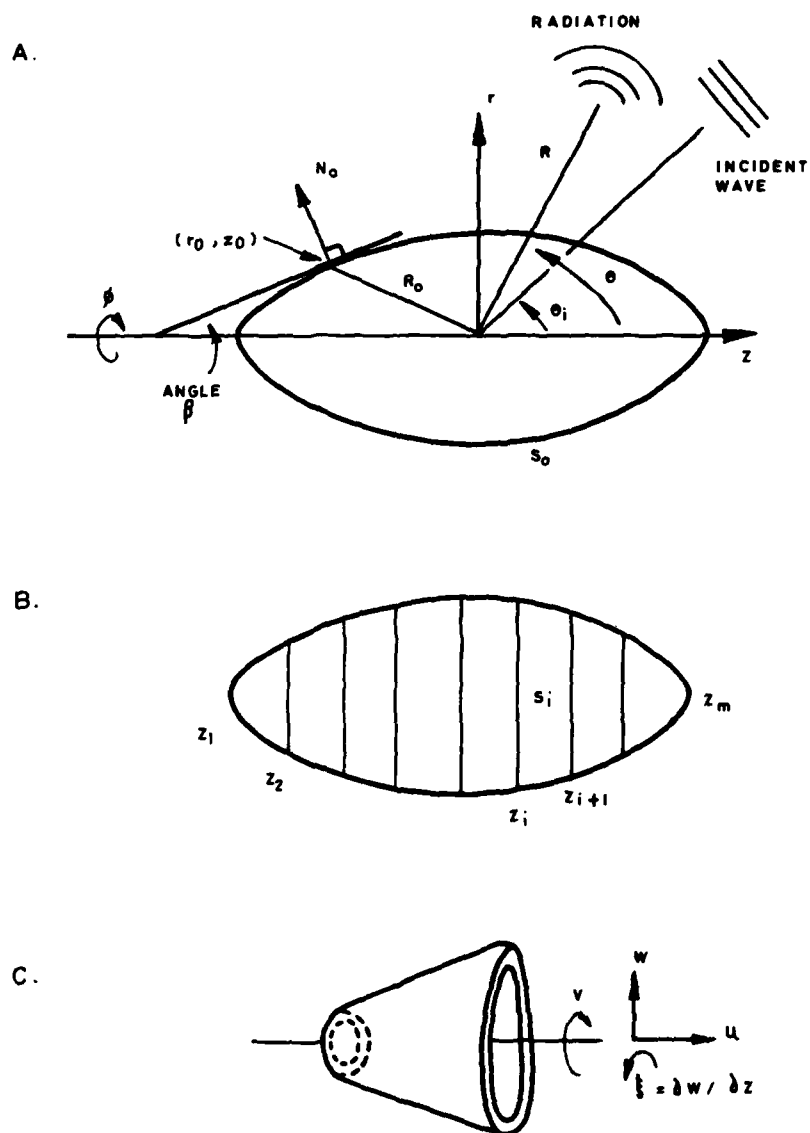 A.
RADIATION
r
R
INCIDENT
WAVE
N₀
(r₀, z₀)
R₀
θ
θᵢ
ϕ
Z
ANGLE
β
S₀
B.
Sᵢ
Z₁
Zₘ
Z₂
Zᵢ
Zᵢ₊₁
C.
W
V
U
ξ = ∂W / ∂Z